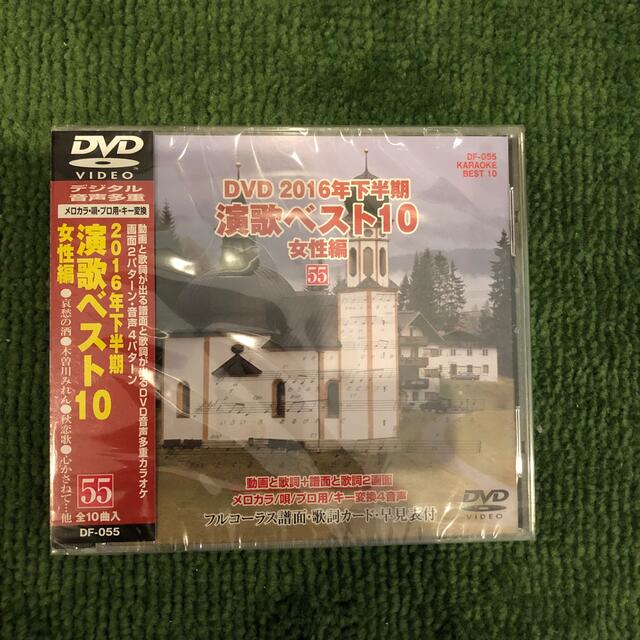 DVD
VIDEO
デジタル
音声多重
メロカラ・唄・プロ用・キー変換
動画と歌詞が出る譜面と歌詞が出るDVD音声多重カラオケ
画面2パターン・音声4パターン
2016年下半期
演歌ベスト10
女性編
●哀愁の酒●木曽川みれん●秋恋歌●心かさねて…他
55
全10曲入
DF-055
DF-055
KARAOKE
BEST 10
DVD 2016年下半期
演歌ベスト10
女性編
55
動画と歌詞+譜面と歌詞2画面
メロカラ/唄/プロ用/キー変換4音声
フルコーラス譜面・歌詞カード・早見表付
DVD
VIDEO